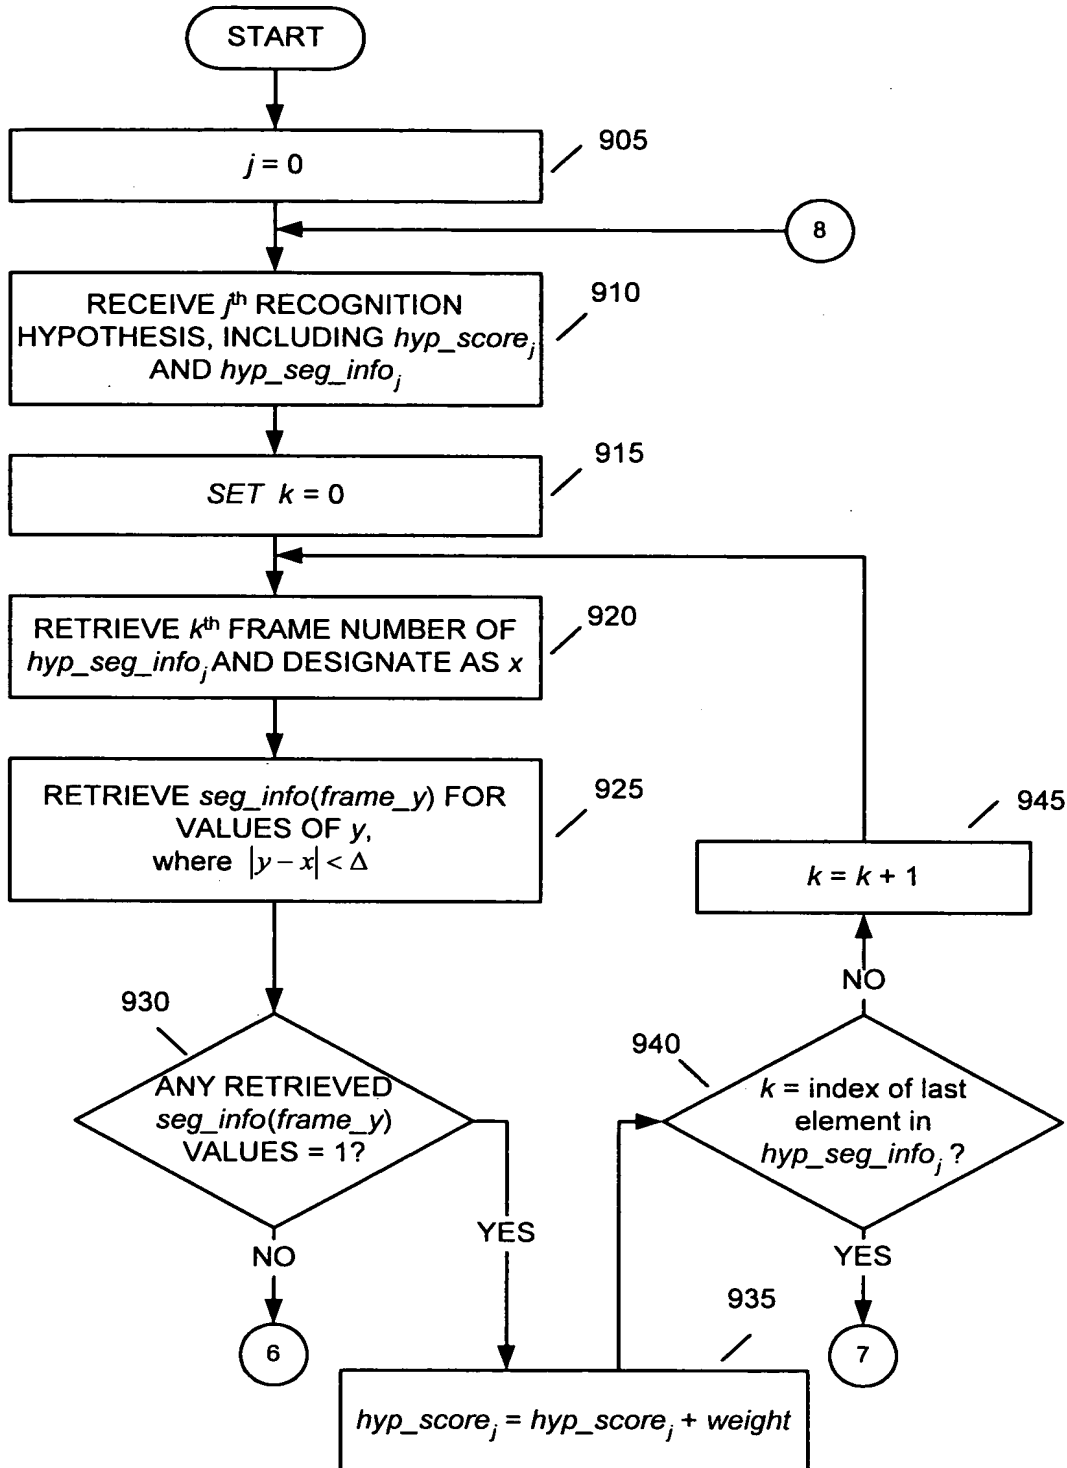 START
j = 0
905
8
RECEIVE jth RECOGNITION
HYPOTHESIS, INCLUDING hyp_scorej
AND hyp_seg_infoj
910
SET k = 0
915
RETRIEVE kth FRAME NUMBER OF
hyp_seg_infoj AND DESIGNATE AS x
920
RETRIEVE seg_info(frame_y) FOR
VALUES OF y,
where |y – x| < Δ
925
945
k = k + 1
NO
930
ANY RETRIEVED
seg_info(frame_y)
VALUES = 1?
940
k = index of last
element in
hyp_seg_infoj ?
YES
NO
YES
6
935
7
hyp_scorej = hyp_scorej + weight